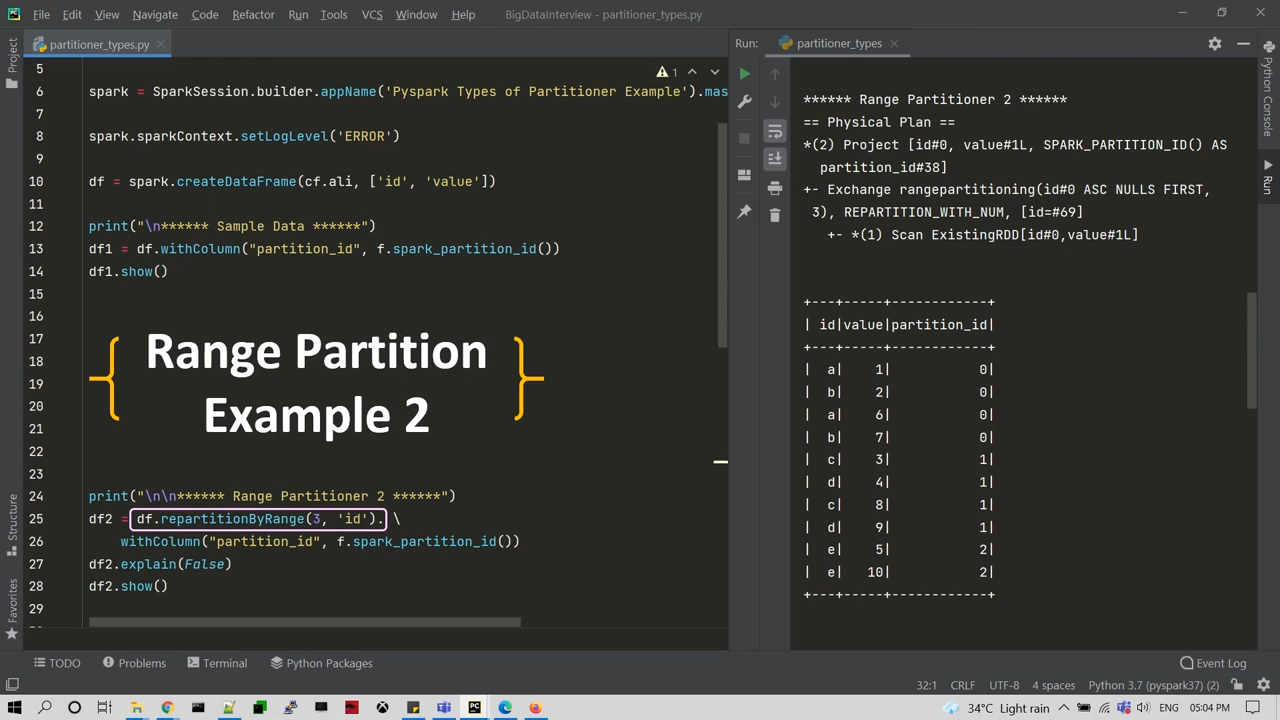 File Edit View Navigate Code Refactor Run Tools VCS Window Help BigDataInterview - partitioner_types.py
partitioner_types.py
Run: partitioner_types
Project
Structure
Favorites
Python Console
Run
1
5
6 spark = SparkSession.builder.appName('Pyspark Types of Partitioner Example').mas
7
8 spark.sparkContext.setLogLevel('ERROR')
9
10 df = spark.createDataFrame(cf.ali, ['id', 'value'])
11
12 print("\n****** Sample Data ******")
13 df1 = df.withColumn("partition_id", f.spark_partition_id())
14 df1.show()
15
16
17
18
19
20
21
22
23
Range Partition
Example 2
24 print("\n\n****** Range Partitioner 2 ******")
25 df2 = df.repartitionByRange(3, 'id'). \
26 withColumn("partition_id", f.spark_partition_id())
27 df2.explain(False)
28 df2.show()
29
****** Range Partitioner 2 ******
== Physical Plan ==
*(2) Project [id#0, value#1L, SPARK_PARTITION_ID() AS
partition_id#38]
+- Exchange rangepartitioning(id#0 ASC NULLS FIRST,
3), REPARTITION_WITH_NUM, [id=#69]
+- *(1) Scan ExistingRDD[id#0,value#1L]
+---+-----+------------+
| id|value|partition_id|
+---+-----+------------+
| a| 1| 0|
| b| 2| 0|
| a| 6| 0|
| b| 7| 0|
| c| 3| 1|
| d| 4| 1|
| c| 8| 1|
| d| 9| 1|
| e| 5| 2|
| e| 10| 2|
+---+-----+------------+
TODO Problems Terminal Python Packages Event Log
32:1 CRLF UTF-8 4 spaces Python 3.7 (pyspark37) (2)
34°C Light rain ENG 05:04 PM